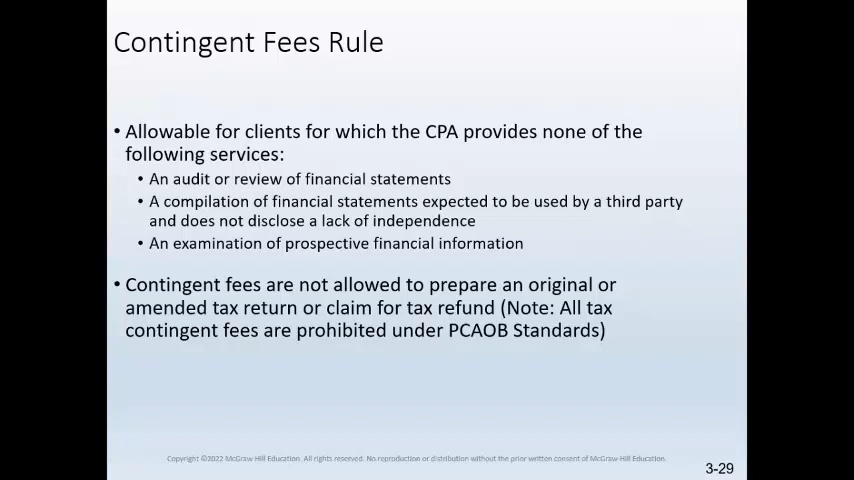 Contingent Fees Rule
• Allowable for clients for which the CPA provides none of the
following services:
• An audit or review of financial statements
• A compilation of financial statements expected to be used by a third party
and does not disclose a lack of independence
• An examination of prospective financial information
• Contingent fees are not allowed to prepare an original or
amended tax return or claim for tax refund (Note: All tax
contingent fees are prohibited under PCAOB Standards)
Copyright ©2022 McGraw-Hill Education. All rights reserved. No reproduction or distribution without the prior written consent of McGraw-Hill Education.
3-29